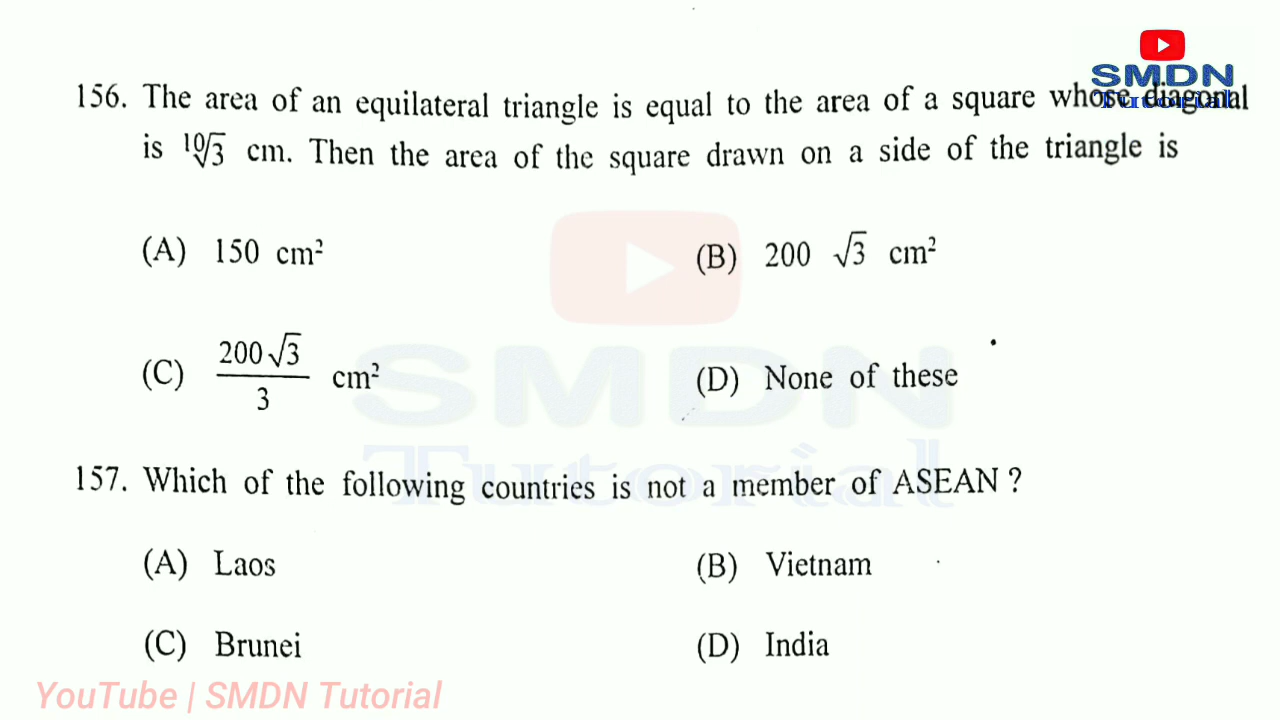 SMDN
Tutorial
156. The area of an equilateral triangle is equal to the area of a square whose diagonal
is ¹⁰√3 cm. Then the area of the square drawn on a side of the triangle is
(A) 150 cm² (B) 200 √3 cm²
(C) 200√3/3 cm² (D) None of these
SMDN
Tutorial
157. Which of the following countries is not a member of ASEAN ?
(A) Laos (B) Vietnam
(C) Brunei (D) India
YouTube | SMDN Tutorial